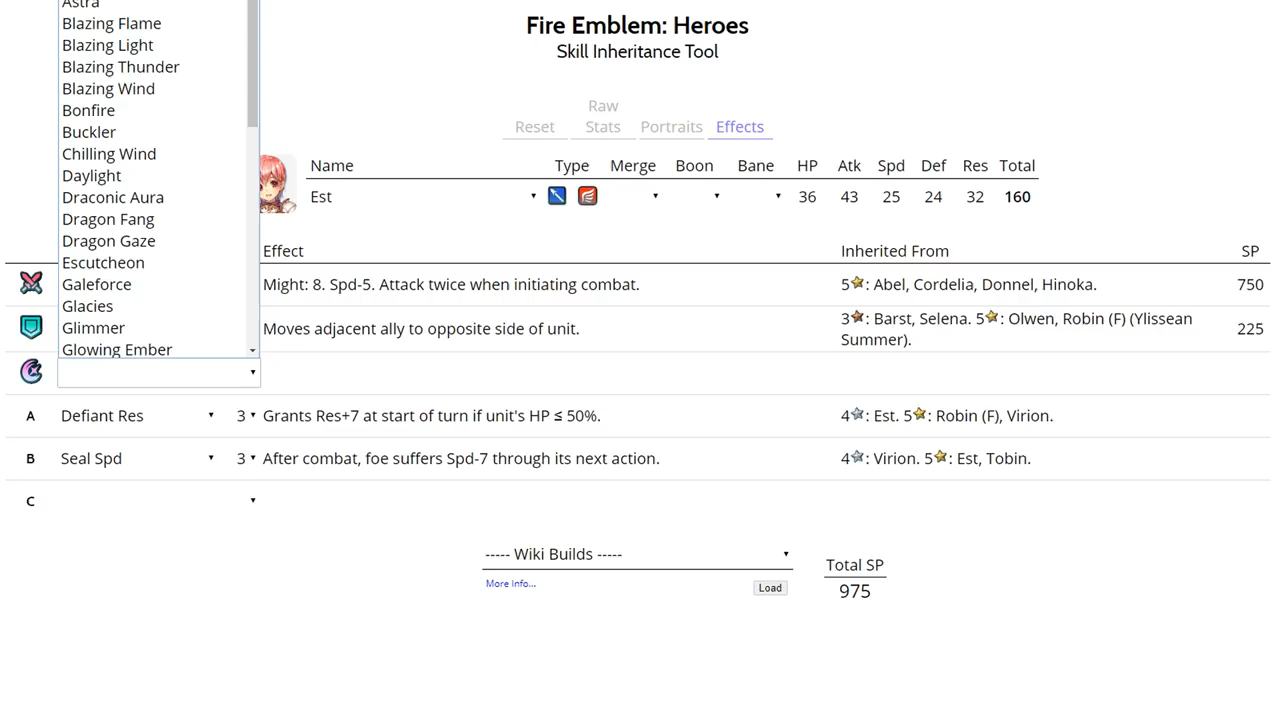 Astra
Blazing Flame
Blazing Light
Blazing Thunder
Blazing Wind
Bonfire
Buckler
Chilling Wind
Daylight
Draconic Aura
Dragon Fang
Dragon Gaze
Escutcheon
Galeforce
Glacies
Glimmer
Glowing Ember
Fire Emblem: Heroes
Skill Inheritance Tool
Reset Raw Stats Portraits Effects
Name Type Merge Boon Bane HP Atk Spd Def Res Total
Est 36 43 25 24 32 160
Effect Inherited From SP
Might: 8. Spd-5. Attack twice when initiating combat. 5: Abel, Cordelia, Donnel, Hinoka. 750
Moves adjacent ally to opposite side of unit. 3: Barst, Selena. 5: Olwen, Robin (F) (Ylissean
Summer). 225
A Defiant Res 3 Grants Res+7 at start of turn if unit's HP ≤ 50%. 4: Est. 5: Robin (F), Virion.
B Seal Spd 3 After combat, foe suffers Spd-7 through its next action. 4: Virion. 5: Est, Tobin.
C
----- Wiki Builds -----
More Info...
Load
Total SP
975